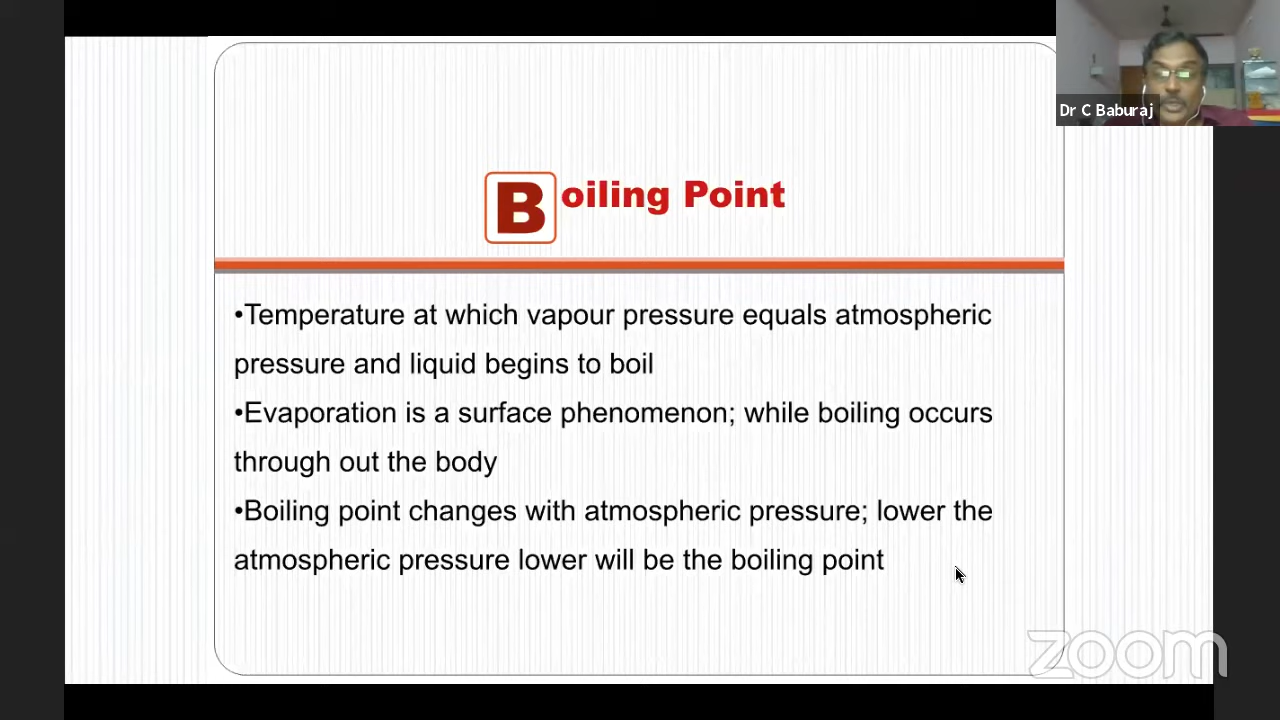 Dr C Baburaj
Boiling Point
•Temperature at which vapour pressure equals atmospheric
pressure and liquid begins to boil
•Evaporation is a surface phenomenon; while boiling occurs
through out the body
•Boiling point changes with atmospheric pressure; lower the
atmospheric pressure lower will be the boiling point
zoom